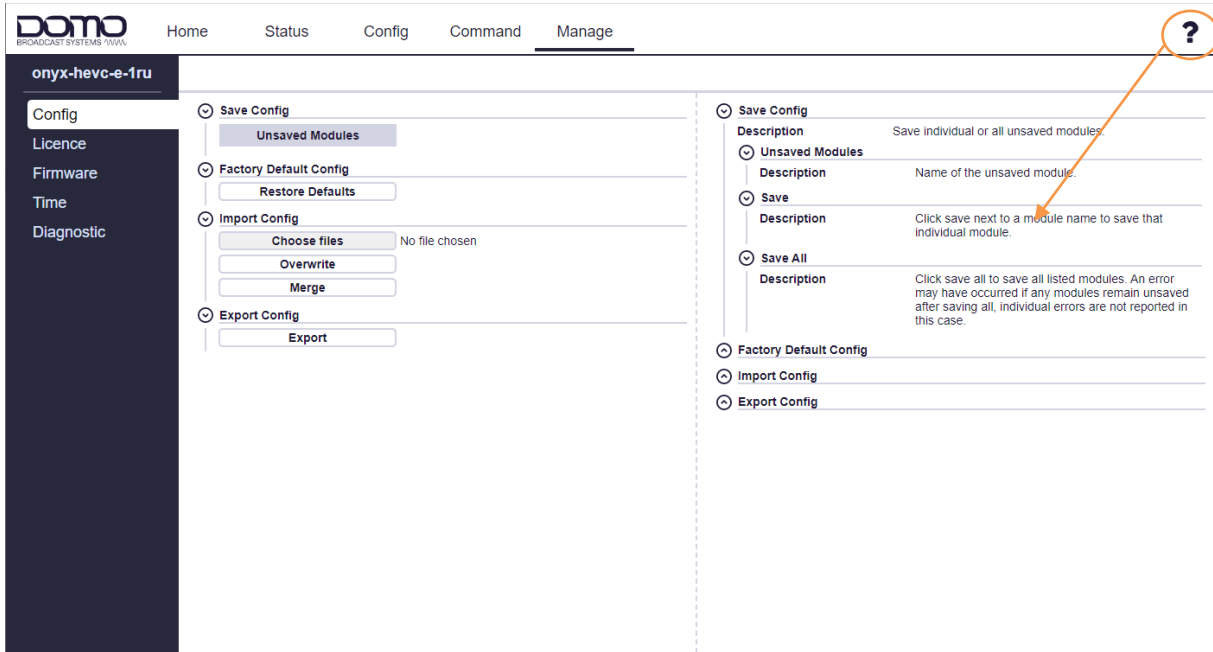 DOMO
BROADCAST SYSTEMS
Home Status Config Command Manage ?
onyx-hevc-e-1ru
Config
Licence
Firmware
Time
Diagnostic
Save Config
Unsaved Modules
Factory Default Config
Restore Defaults
Import Config
Choose files No file chosen
Overwrite
Merge
Export Config
Export
Save Config
Description Save individual or all unsaved modules.
Unsaved Modules
Description Name of the unsaved module.
Save
Description Click save next to a module name to save that
individual module.
Save All
Description Click save all to save all listed modules. An error
may have occurred if any modules remain unsaved
after saving all, individual errors are not reported in
this case.
Factory Default Config
Import Config
Export Config